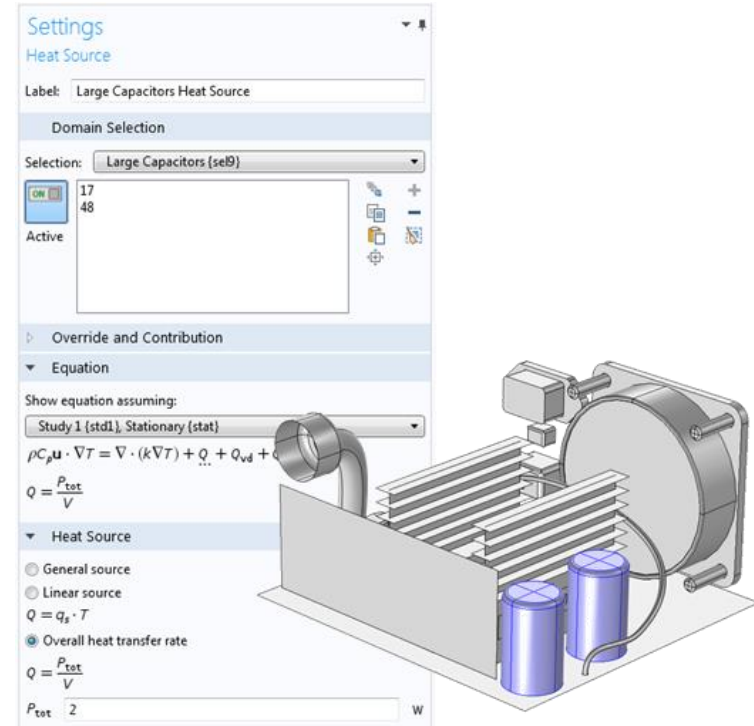 Settings
Heat Source
Label: Large Capacitors Heat Source
Domain Selection
Selection: Large Capacitors {sel9}
ON
17
48
Active
Override and Contribution
Equation
Show equation assuming:
Study 1 {std1}, Stationary {stat}
ρC_p u · ∇T = ∇ · (k∇T) + Q + Q_vd +
Q = P_tot / V
Heat Source
General source
Linear source
Q = q_s · T
Overall heat transfer rate
Q = P_tot / V
P_tot 2 W